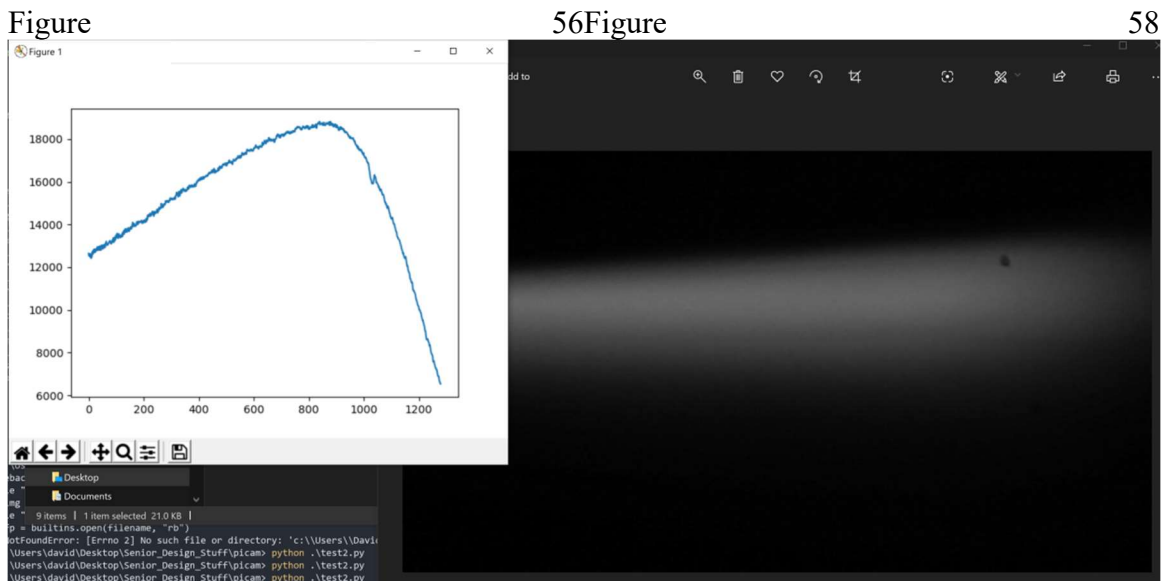 Figure 56Figure 58
Figure 1
dd to
18000
16000
14000
12000
10000
8000
6000
0 200 400 600 800 1000 1200
Desktop
Documents
9 items | 1 item selected 21.0 KB |
p = builtins.open(filename, "rb")
otFoundError: [Errno 2] No such file or directory: 'c:\\Users\\Davi
\Users\david\Desktop\Senior_Design_Stuff\picam> python .\test2.py
\Users\david\Desktop\Senior_Design_Stuff\picam> python .\test2.py
\Users\david\Desktop\Senior_Design_Stuff\picam> python .\test2.py